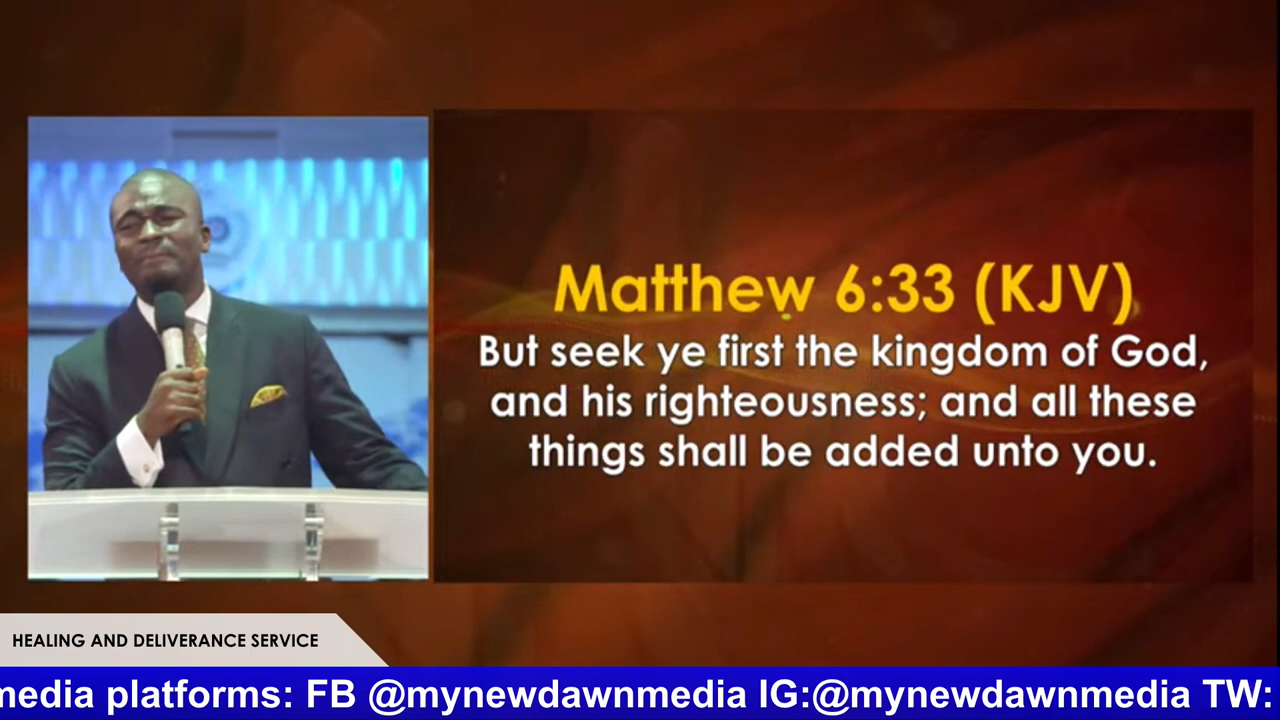 Matthew 6:33 (KJV)
But seek ye first the kingdom of God,
and his righteousness; and all these
things shall be added unto you.
HEALING AND DELIVERANCE SERVICE
media platforms: FB @mynewdawnmedia IG:@mynewdawnmedia TW: